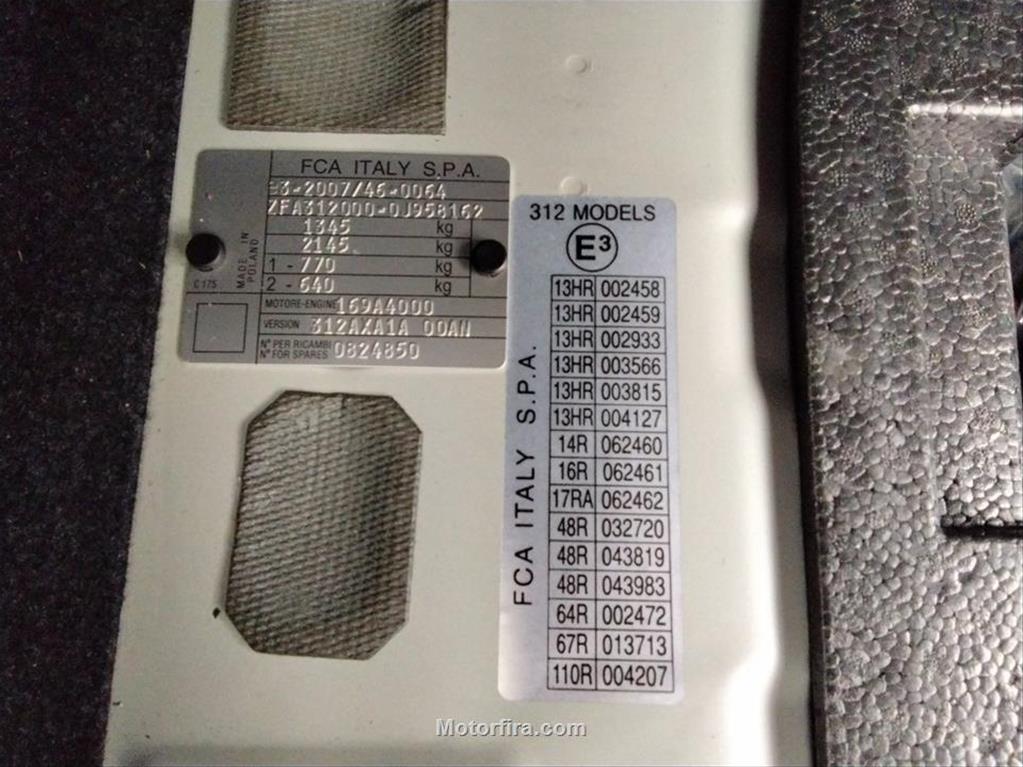 FCA ITALY S.P.A.
e3-2007/46-0064
ZFA312000-0J958162
1345 kg
2145 kg
1 - 770 kg
2 - 640 kg
MADE IN POLAND
C 175
MOTORE-ENGINE 169A4000
VERSION 312AXA1A 00AN
N° PER RICAMBI
N° FOR SPARES 0824850
312 MODELS
E3
FCA ITALY S.P.A.
13HR 002458
13HR 002459
13HR 002933
13HR 003566
13HR 003815
13HR 004127
14R 062460
16R 062461
17RA 062462
48R 032720
48R 043819
48R 043983
64R 002472
67R 013713
110R 004207
Motorfira.com